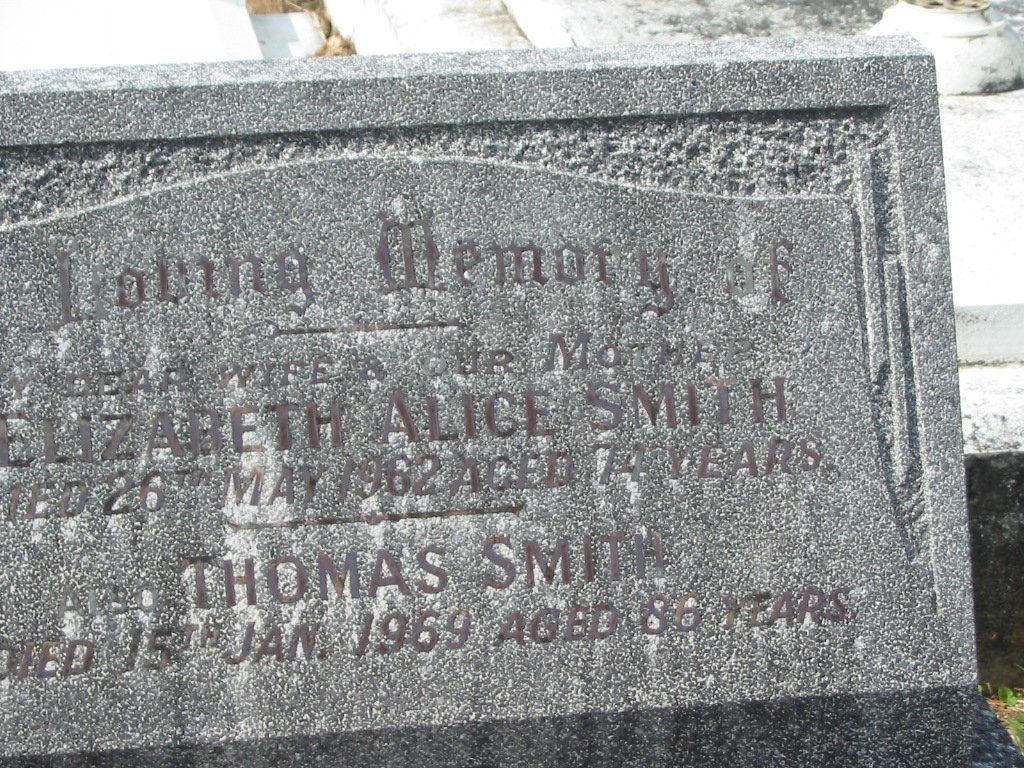 Loving Memory of
Y DEAR WIFE & OUR MOTHER
ELIZABETH ALICE SMITH
IED 26TH MAY 1962 AGED 74 YEARS.
ALSO THOMAS SMITH
DIED 15TH JAN. 1969 AGED 86 YEARS.